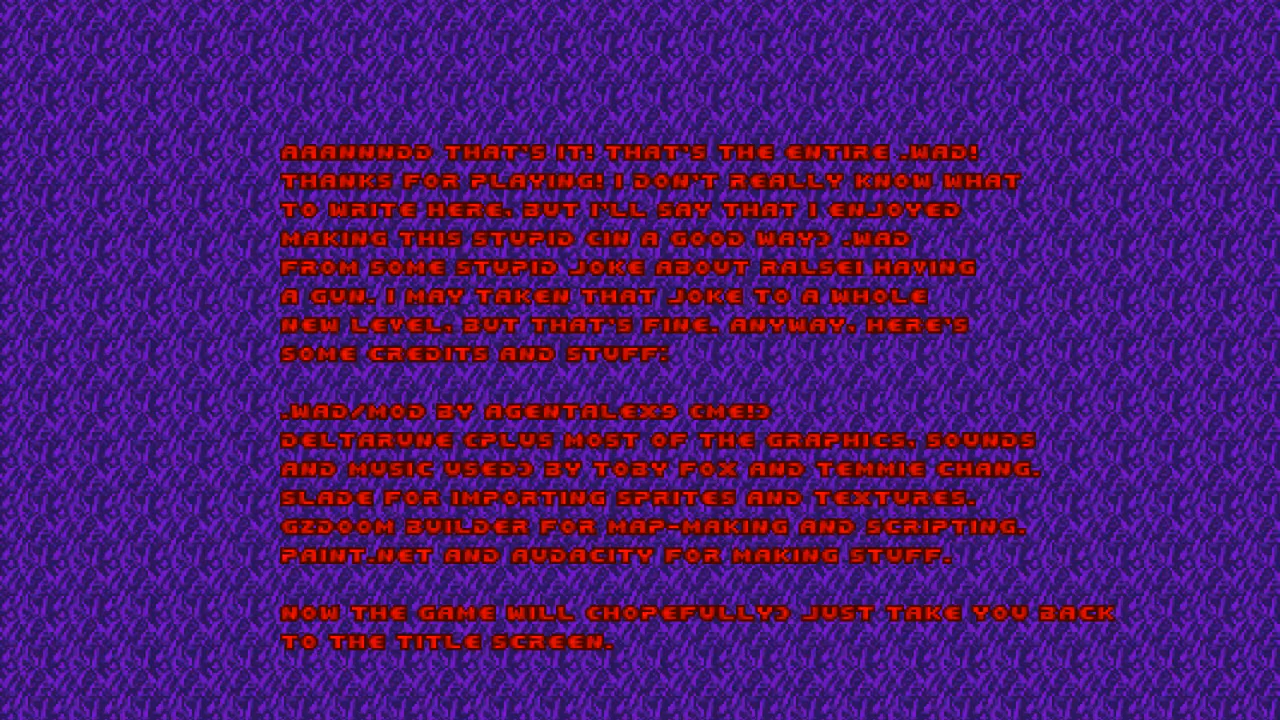 AAANNNDD THAT'S IT! THAT'S THE ENTIRE .WAD!
THANKS FOR PLAYING! I DON'T REALLY KNOW WHAT
TO WRITE HERE, BUT I'LL SAY THAT I ENJOYED
MAKING THIS STUPID (IN A GOOD WAY) .WAD
FROM SOME STUPID JOKE ABOUT RALSEI HAVING
A GUN. I MAY TAKEN THAT JOKE TO A WHOLE
NEW LEVEL, BUT THAT'S FINE. ANYWAY, HERE'S
SOME CREDITS AND STUFF:
.WAD/MOD BY AGENTALEX9 (ME!)
DELTARUNE (PLUS MOST OF THE GRAPHICS, SOUNDS
AND MUSIC USED) BY TOBY FOX AND TEMMIE CHANG.
SLADE FOR IMPORTING SPRITES AND TEXTURES.
GZDOOM BUILDER FOR MAP-MAKING AND SCRIPTING.
PAINT.NET AND AUDACITY FOR MAKING STUFF.
NOW THE GAME WILL (HOPEFULLY) JUST TAKE YOU BACK
TO THE TITLE SCREEN.